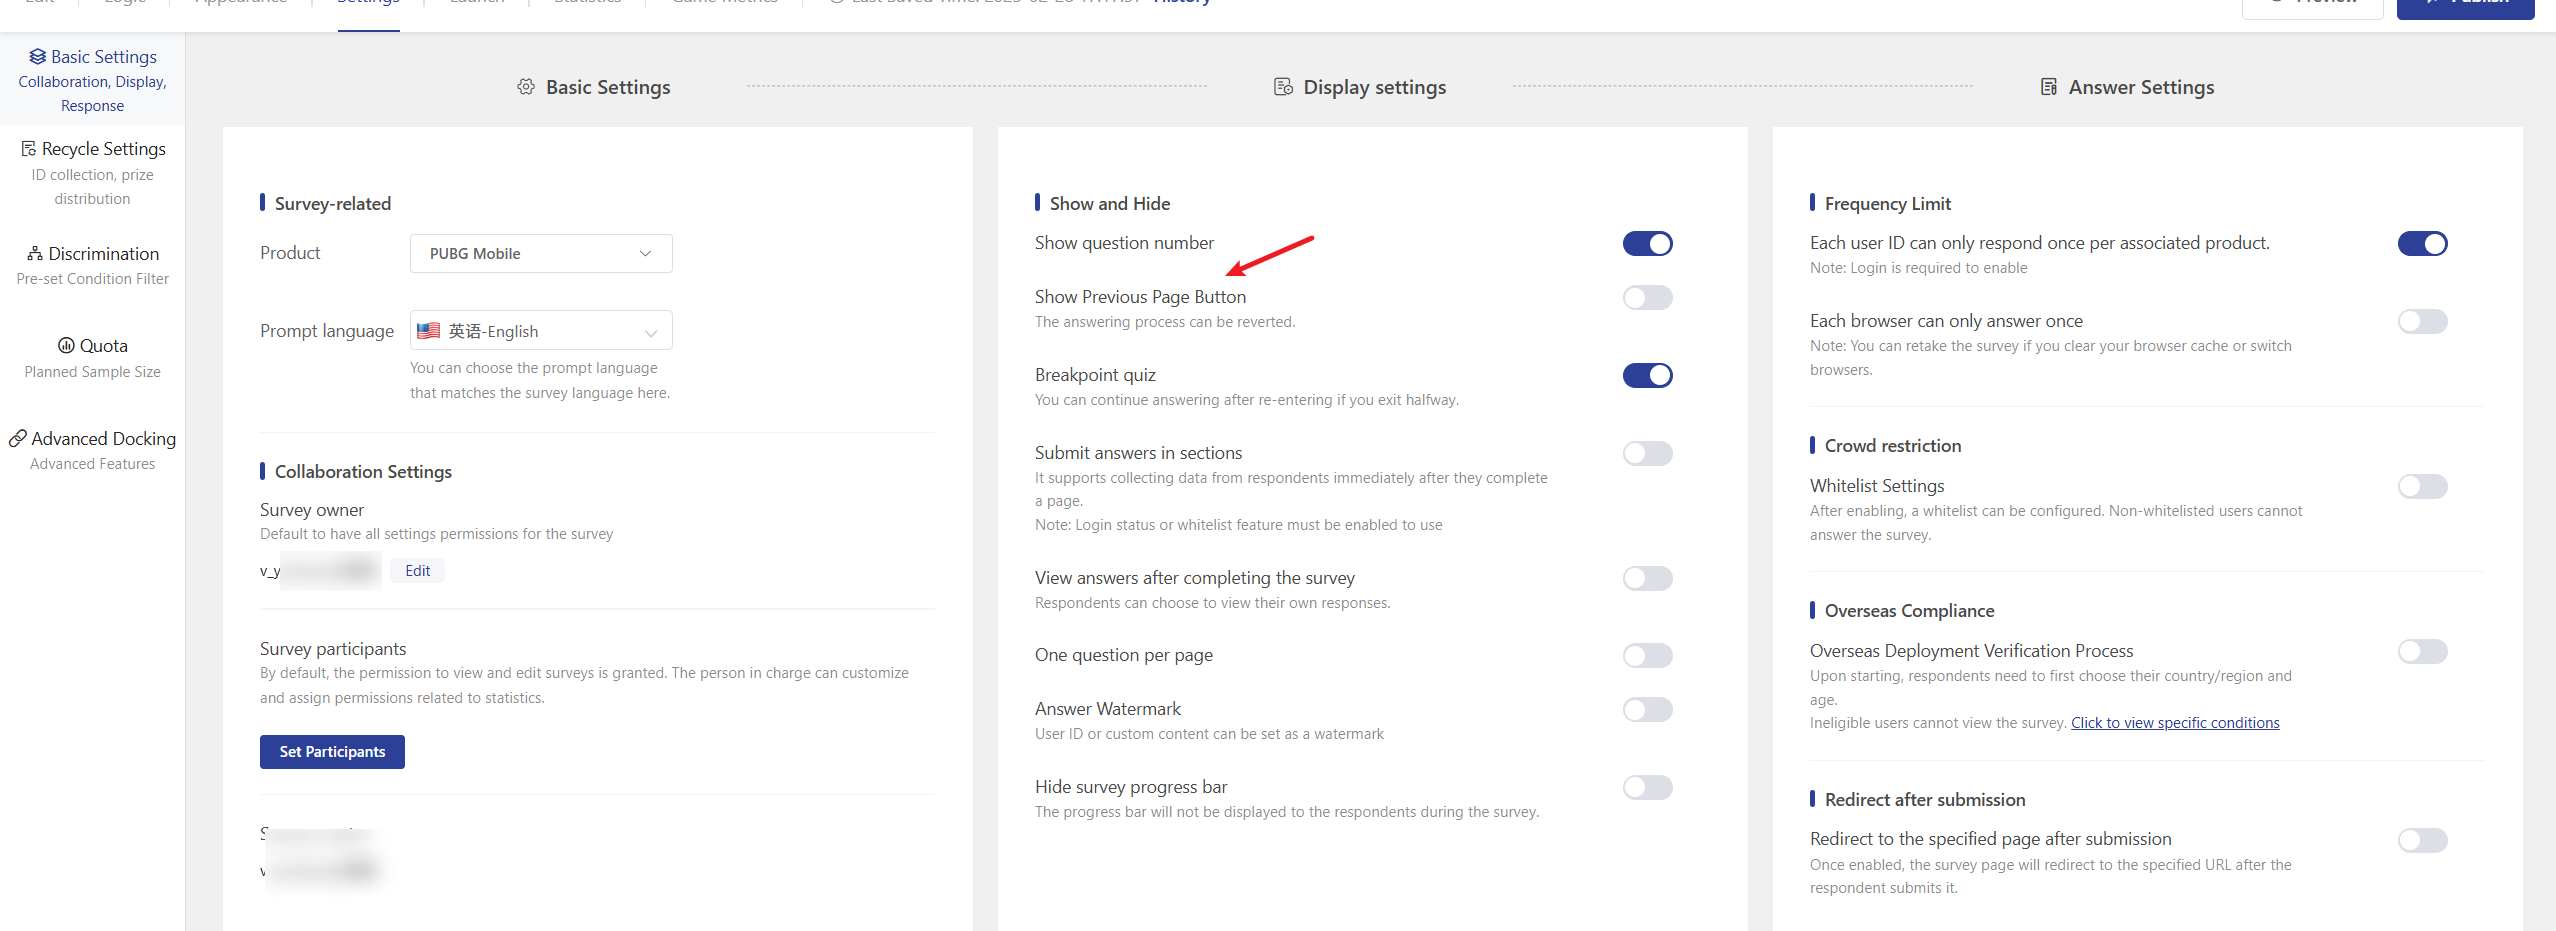 Edit
Logic
Appearance
Settings
Launch
Statistics
Game Metrics
History
Preview
Publish
Basic Settings
Collaboration, Display,
Response
Recycle Settings
ID collection, prize
distribution
Discrimination
Pre-set Condition Filter
Quota
Planned Sample Size
Advanced Docking
Advanced Features
Basic Settings
Survey-related
Product
PUBG Mobile
Prompt language
英语-English
You can choose the prompt language
that matches the survey language here.
Collaboration Settings
Survey owner
Default to have all settings permissions for the survey
v_y
Edit
Survey participants
By default, the permission to view and edit surveys is granted. The person in charge can customize
and assign permissions related to statistics.
Set Participants
Display settings
Show and Hide
Show question number
Show Previous Page Button
The answering process can be reverted.
Breakpoint quiz
You can continue answering after re-entering if you exit halfway.
Submit answers in sections
It supports collecting data from respondents immediately after they complete
a page.
Note: Login status or whitelist feature must be enabled to use
View answers after completing the survey
Respondents can choose to view their own responses.
One question per page
Answer Watermark
User ID or custom content can be set as a watermark
Hide survey progress bar
The progress bar will not be displayed to the respondents during the survey.
Answer Settings
Frequency Limit
Each user ID can only respond once per associated product.
Note: Login is required to enable
Each browser can only answer once
Note: You can retake the survey if you clear your browser cache or switch
browsers.
Crowd restriction
Whitelist Settings
After enabling, a whitelist can be configured. Non-whitelisted users cannot
answer the survey.
Overseas Compliance
Overseas Deployment Verification Process
Upon starting, respondents need to first choose their country/region and
age.
Ineligible users cannot view the survey. Click to view specific conditions
Redirect after submission
Redirect to the specified page after submission
Once enabled, the survey page will redirect to the specified URL after the
respondent submits it.